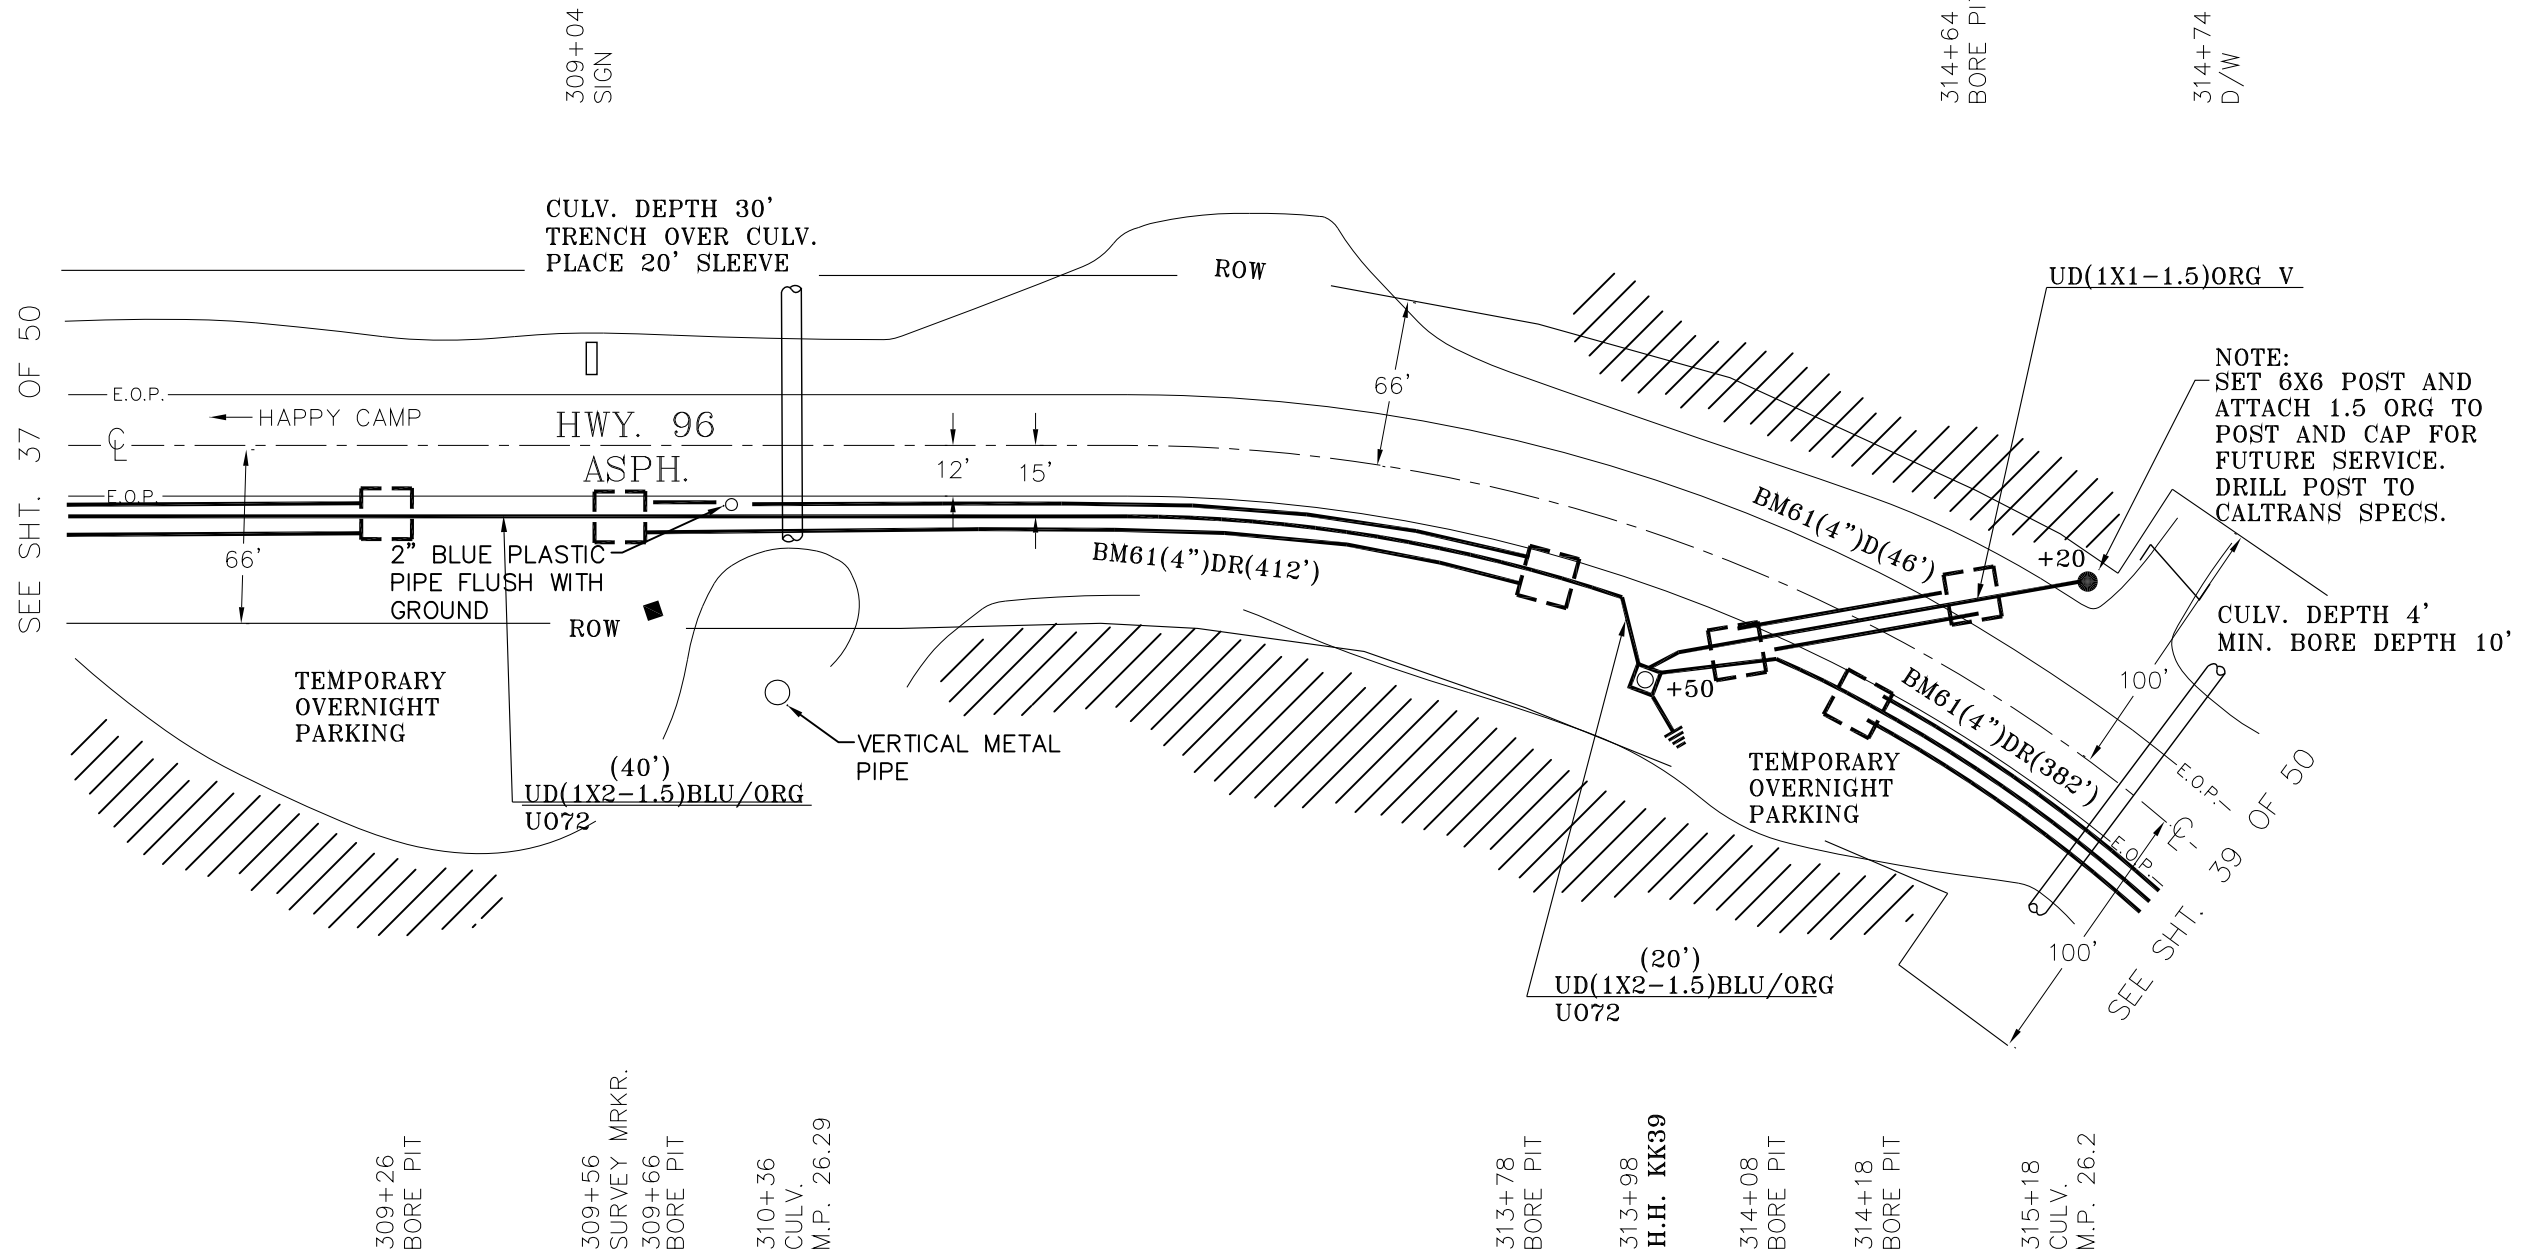 309+04
SIGN
314+64
BORE PIT
314+74
D/W
CULV. DEPTH 30'
TRENCH OVER CULV.
PLACE 20' SLEEVE
ROW
UD(1X1-1.5)ORG V
NOTE:
SET 6X6 POST AND
ATTACH 1.5 ORG TO
POST AND CAP FOR
FUTURE SERVICE.
DRILL POST TO
CALTRANS SPECS.
SEE SHT. 37 OF 50
E.O.P.
HAPPY CAMP
HWY. 96
66'
CL
ASPH.
12'
15'
E.O.P.
66'
BM61(4")D(46')
+20
2" BLUE PLASTIC
PIPE FLUSH WITH
GROUND
BM61(4")DR(412')
ROW
CULV. DEPTH 4'
MIN. BORE DEPTH 10'
100'
TEMPORARY
OVERNIGHT
PARKING
+50
BM61(4")DR(382')
VERTICAL METAL
PIPE
(40')
UD(1X2-1.5)BLU/ORG
UO72
TEMPORARY
OVERNIGHT
PARKING
E.O.P.
CL
E.O.P.
SEE SHT. 39 OF 50
100'
(20')
UD(1X2-1.5)BLU/ORG
UO72
309+26
BORE PIT
309+56
SURVEY MRKR.
309+66
BORE PIT
310+36
CULV.
M.P. 26.29
313+78
BORE PIT
313+98
H.H. KK39
314+08
BORE PIT
314+18
BORE PIT
315+18
CULV.
M.P. 26.2